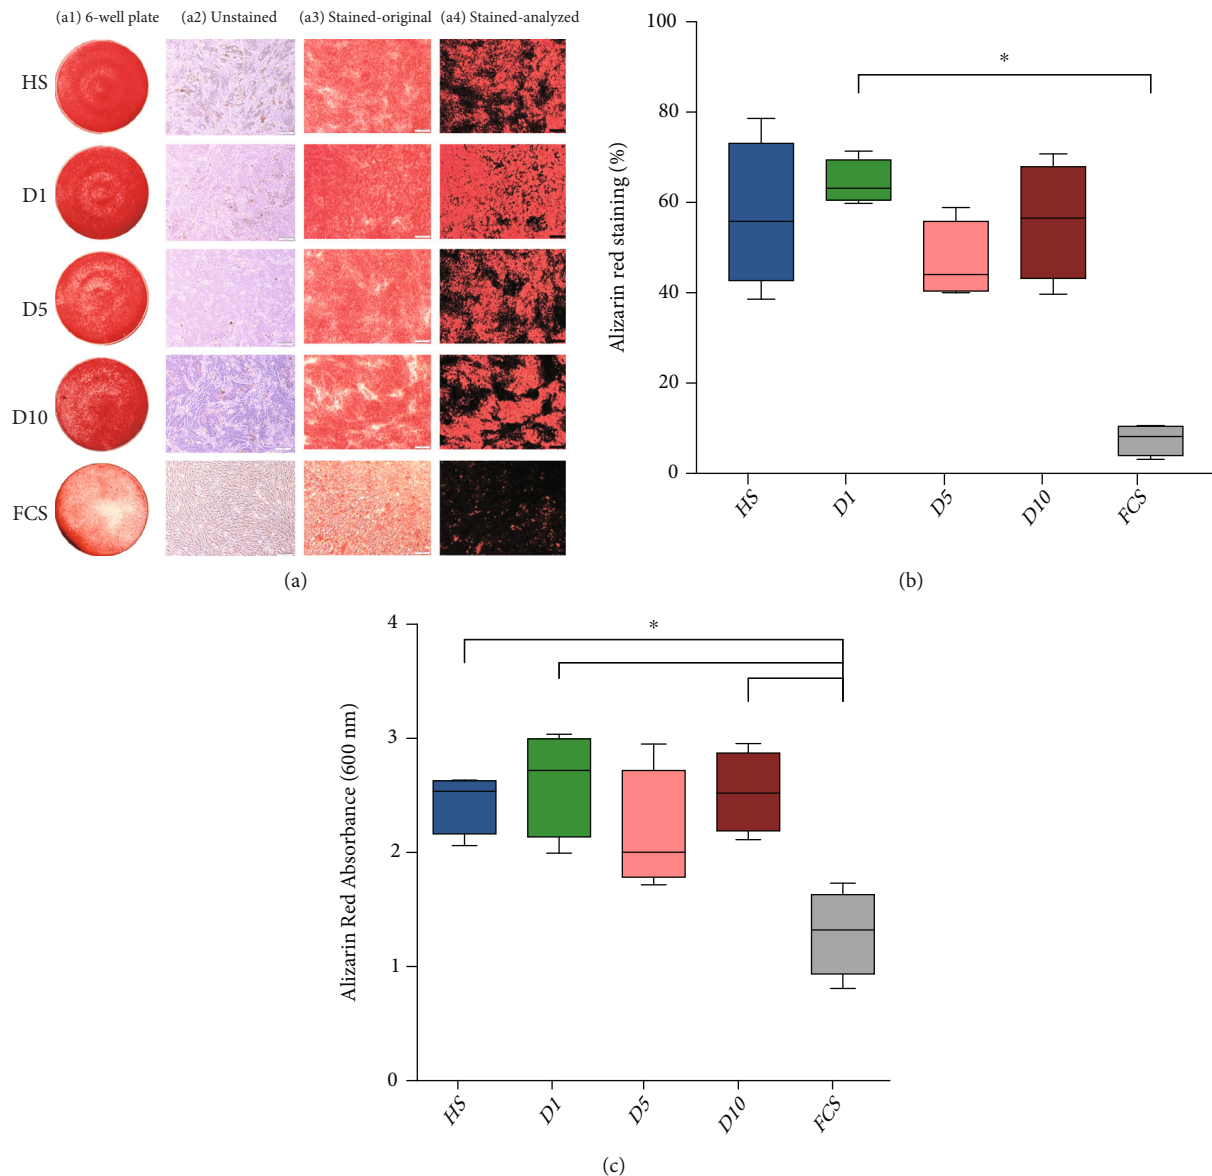 (a1) 6-well plate (a2) Unstained (a3) Stained-original (a4) Stained-analyzed
HS
D1
D5
D10
FCS
(a)
Alizarin red staining (%)
100
80
60
40
20
0
*
HS D1 D5 D10 FCS
(b)
Alizarin Red Absorbance (600 nm)
4
3
2
1
0
*
HS D1 D5 D10 FCS
(c)